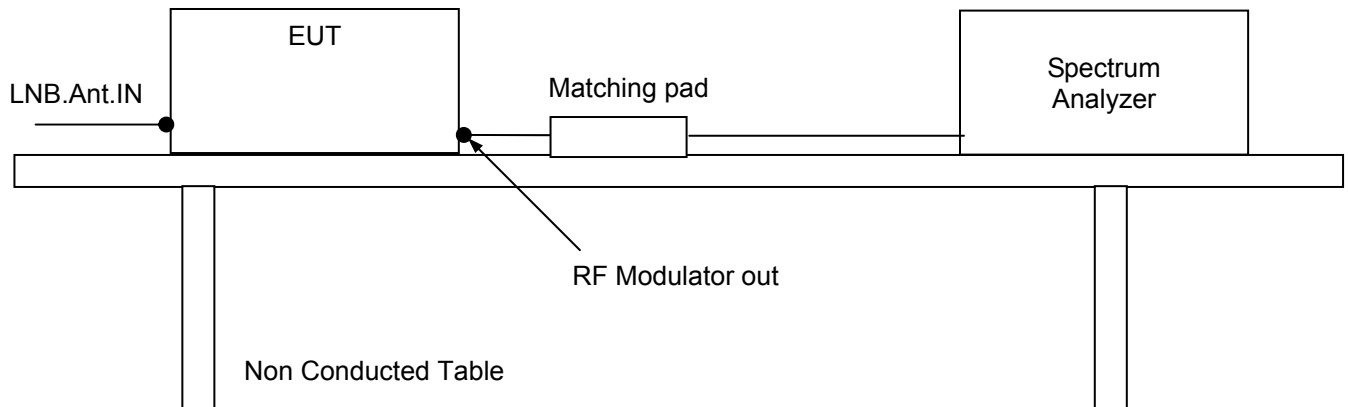 EUT
Spectrum
Analyzer
LNB.Ant.IN
Matching pad
RF Modulator out
Non Conducted Table